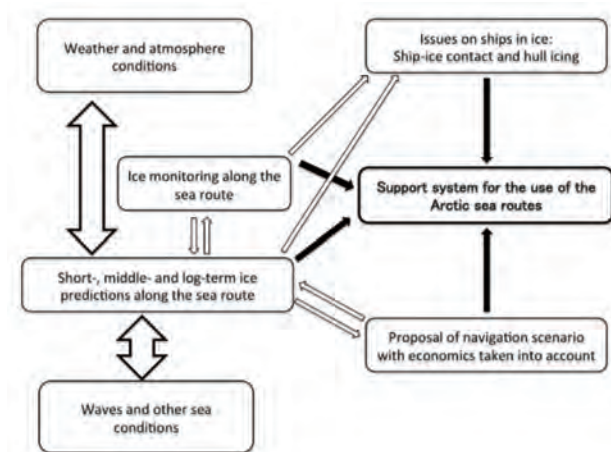 Weather and atmosphere
conditions
Issues on ships in ice:
Ship-ice contact and hull icing
Ice monitoring along the
sea route
Support system for the use of the
Arctic sea routes
Short-, middle- and log-term ice
predictions along the sea route
Proposal of navigation scenario
with economics taken into account
Waves and other sea
conditions